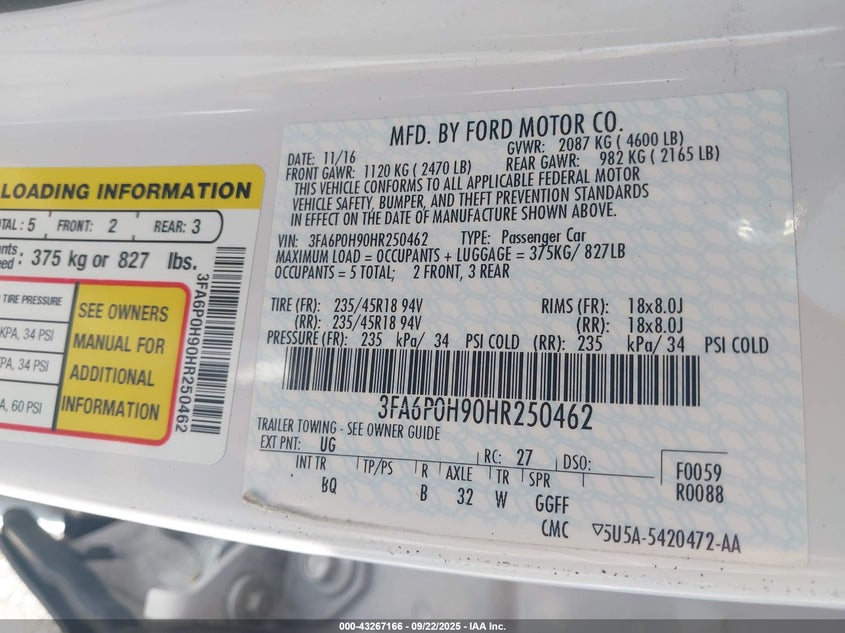 LOADING INFORMATION
TAL: 5 FRONT: 2 REAR: 3
375 kg or 827 lbs.
TIRE PRESSURE
KPA, 34 PSI
PA, 34 PSI
A, 60 PSI
SEE OWNERS
MANUAL FOR
ADDITIONAL
INFORMATION
3FA6P0H90HR250462
MFD. BY FORD MOTOR CO.
DATE: 11/16 GVWR: 2087 KG ( 4600 LB)
FRONT GAWR: 1120 KG ( 2470 LB) REAR GAWR: 982 KG ( 2165 LB)
THIS VEHICLE CONFORMS TO ALL APPLICABLE FEDERAL MOTOR
VEHICLE SAFETY, BUMPER, AND THEFT PREVENTION STANDARDS
IN EFFECT ON THE DATE OF MANUFACTURE SHOWN ABOVE.
VIN: 3FA6P0H90HR250462 TYPE: Passenger Car
MAXIMUM LOAD = OCCUPANTS + LUGGAGE = 375KG/ 827LB
OCCUPANTS = 5 TOTAL; 2 FRONT, 3 REAR
TIRE (FR): 235/45R18 94V RIMS (FR): 18x8.0J
(RR): 235/45R18 94V (RR): 18x8.0J
PRESSURE (FR): 235 kPa/ 34 PSI COLD (RR): 235 kPa/ 34 PSI COLD
3FA6P0H90HR250462
TRAILER TOWING - SEE OWNER GUIDE
EXT PNT: UG RC: 27 DSO:
INT TR TP/PS R AXLE TR SPR
BQ B 32 W GGFF
F0059
R0088
CMC 5U5A-5420472-AA
000-43267166 - 09/22/2025 - IAA Inc.